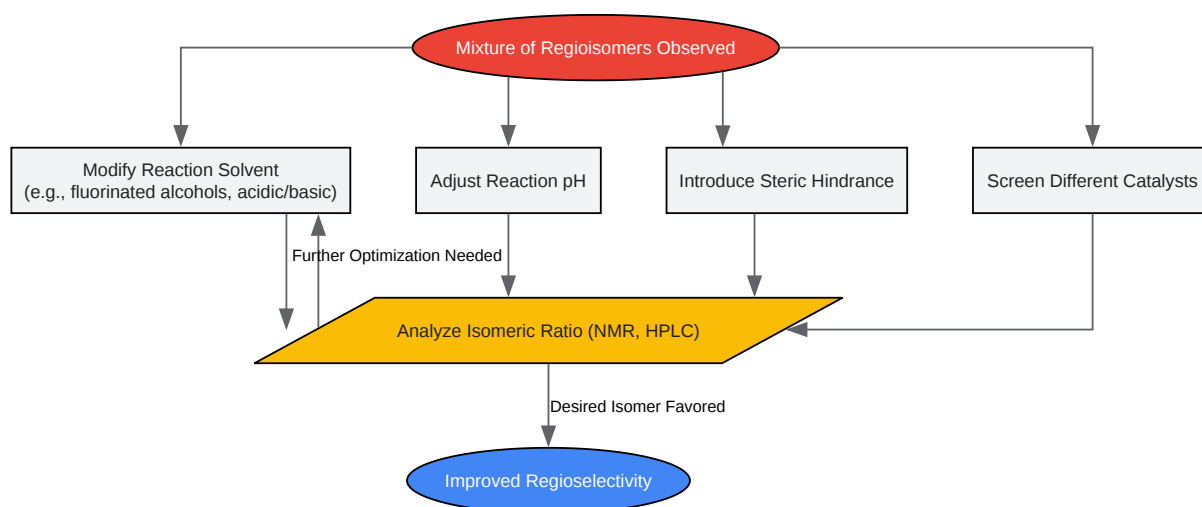 Mixture of Regioisomers Observed
Modify Reaction Solvent
(e.g., fluorinated alcohols, acidic/basic)
Adjust Reaction pH
Introduce Steric Hindrance
Screen Different Catalysts
Further Optimization Needed
Analyze Isomeric Ratio (NMR, HPLC)
Desired Isomer Favored
Improved Regioselectivity